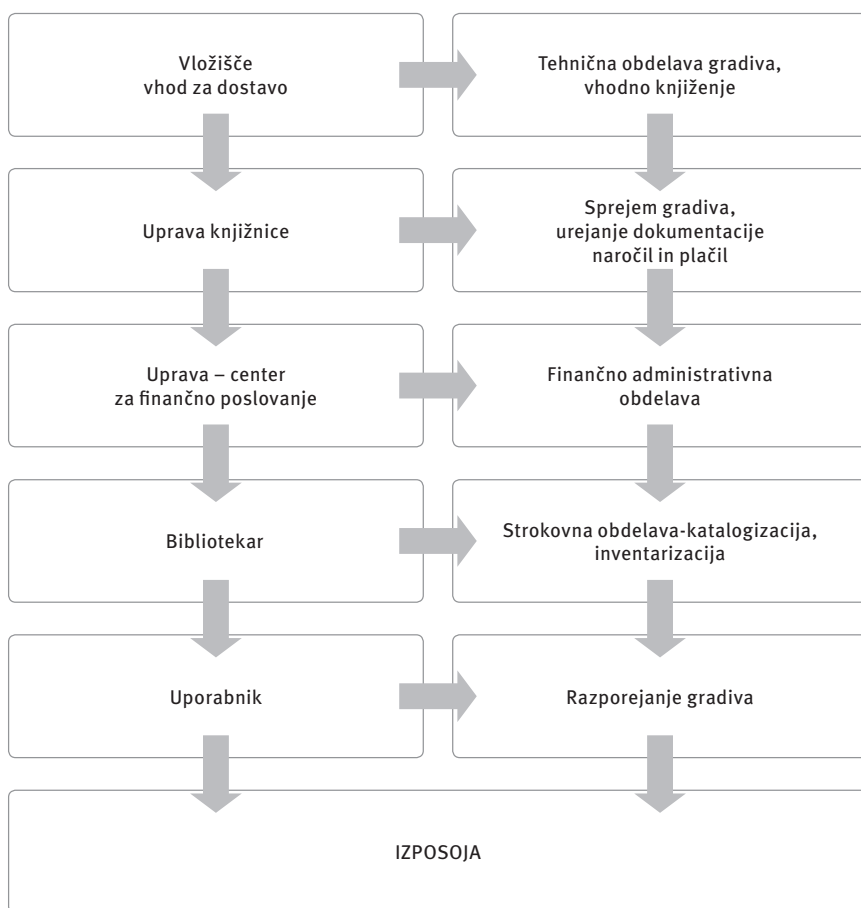 Vložišče
vhod za dostavo
Tehnična obdelava gradiva,
vhodno knjiženje
Uprava knjižnice
Sprejem gradiva,
urejanje dokumentacije
naročil in plačil
Uprava – center
za finančno poslovanje
Finančno administrativna
obdelava
Bibliotekar
Strokovna obdelava-katalogizacija,
inventarizacija
Uporabnik
Razporejanje gradiva
IZPOSOJA